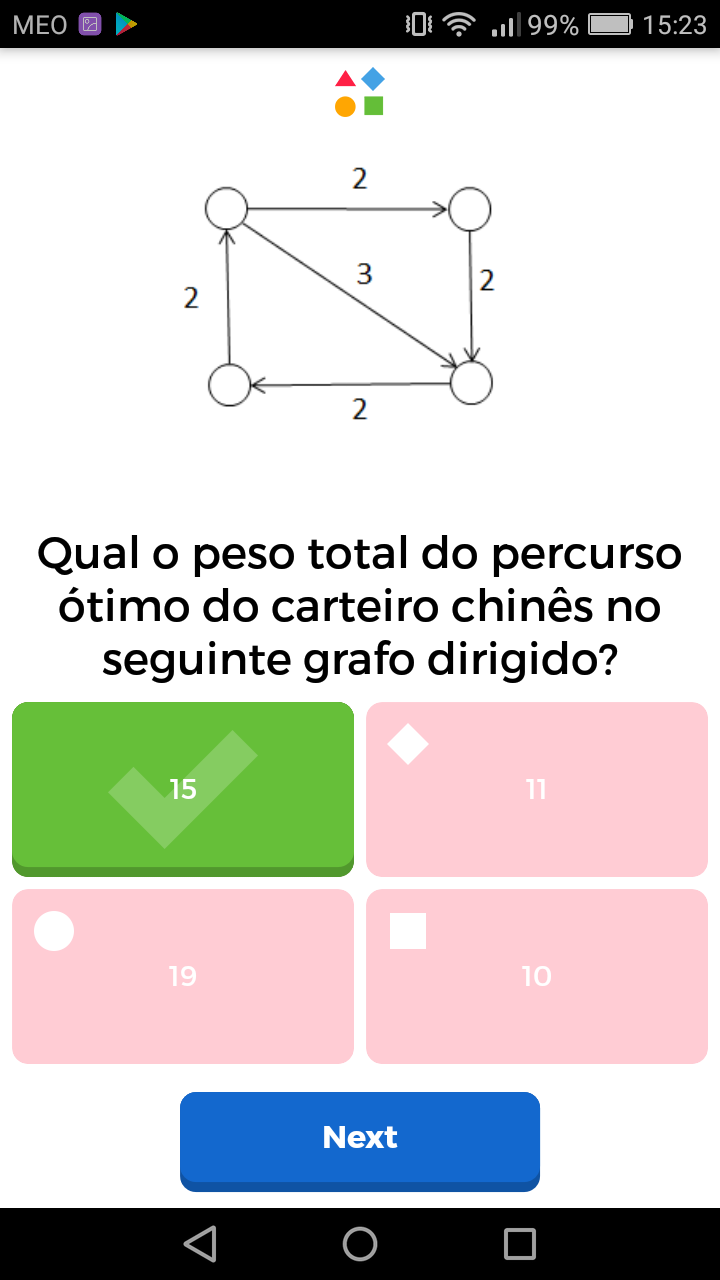 MEO 99% 15:23
2
3
2
2
2
Qual o peso total do percurso
ótimo do carteiro chinês no
seguinte grafo dirigido?
15
11
19
10
Next